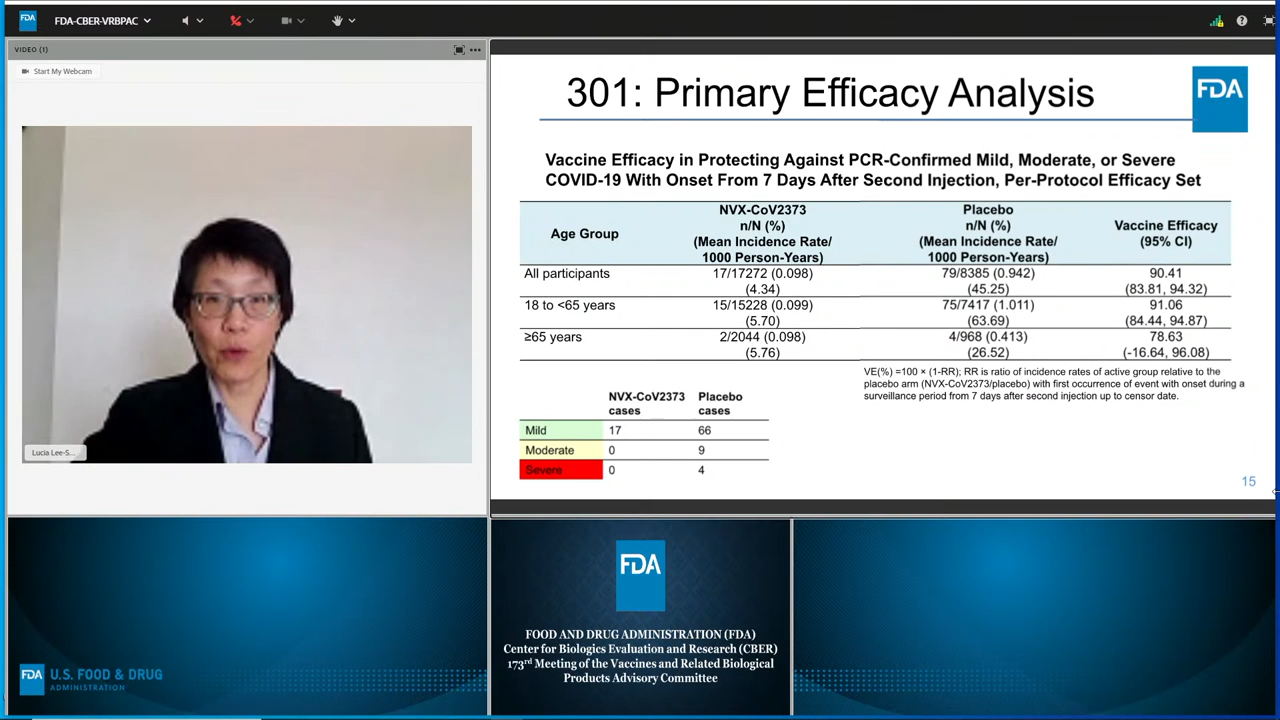 FDA
FDA-CBER-VRBPAC
VIDEO (1)
Start My Webcam
Lucia Lee-S...
301: Primary Efficacy Analysis
FDA
Vaccine Efficacy in Protecting Against PCR-Confirmed Mild, Moderate, or Severe
COVID-19 With Onset From 7 Days After Second Injection, Per-Protocol Efficacy Set
Age Group
NVX-CoV2373
n/N (%)
(Mean Incidence Rate/
1000 Person-Years)
Placebo
n/N (%)
(Mean Incidence Rate/
1000 Person-Years)
Vaccine Efficacy
(95% CI)
All participants 17/17272 (0.098) 79/8385 (0.942) 90.41
(4.34) (45.25) (83.81, 94.32)
18 to <65 years 15/15228 (0.099) 75/7417 (1.011) 91.06
(5.70) (63.69) (84.44, 94.87)
≥65 years 2/2044 (0.098) 4/968 (0.413) 78.63
(5.76) (26.52) (-16.64, 96.08)
VE(%) =100 × (1-RR); RR is ratio of incidence rates of active group relative to the
placebo arm (NVX-CoV2373/placebo) with first occurrence of event with onset during a
surveillance period from 7 days after second injection up to censor date.
NVX-CoV2373 Placebo
cases cases
Mild 17 66
Moderate 0 9
Severe 0 4
15
FDA U.S. FOOD & DRUG
ADMINISTRATION
FDA
FOOD AND DRUG ADMINISTRATION (FDA)
Center for Biologics Evaluation and Research (CBER)
173rd Meeting of the Vaccines and Related Biological
Products Advisory Committee